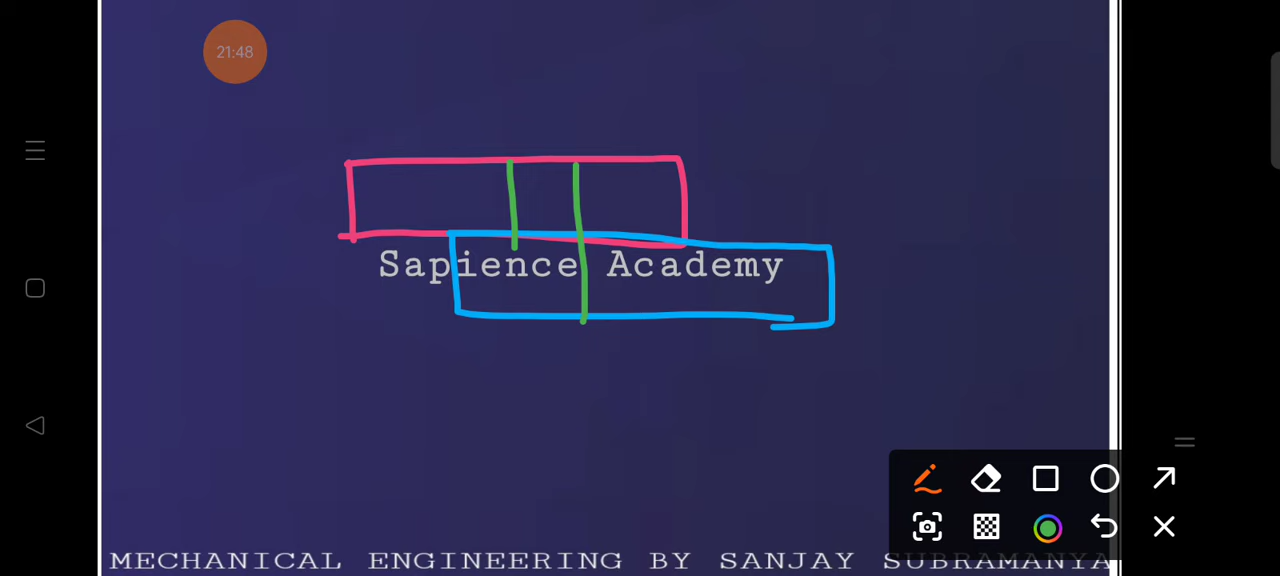 21:48
Sapience Academy
MECHANICAL ENGINEERING BY SANJAY SUBRAMANYA